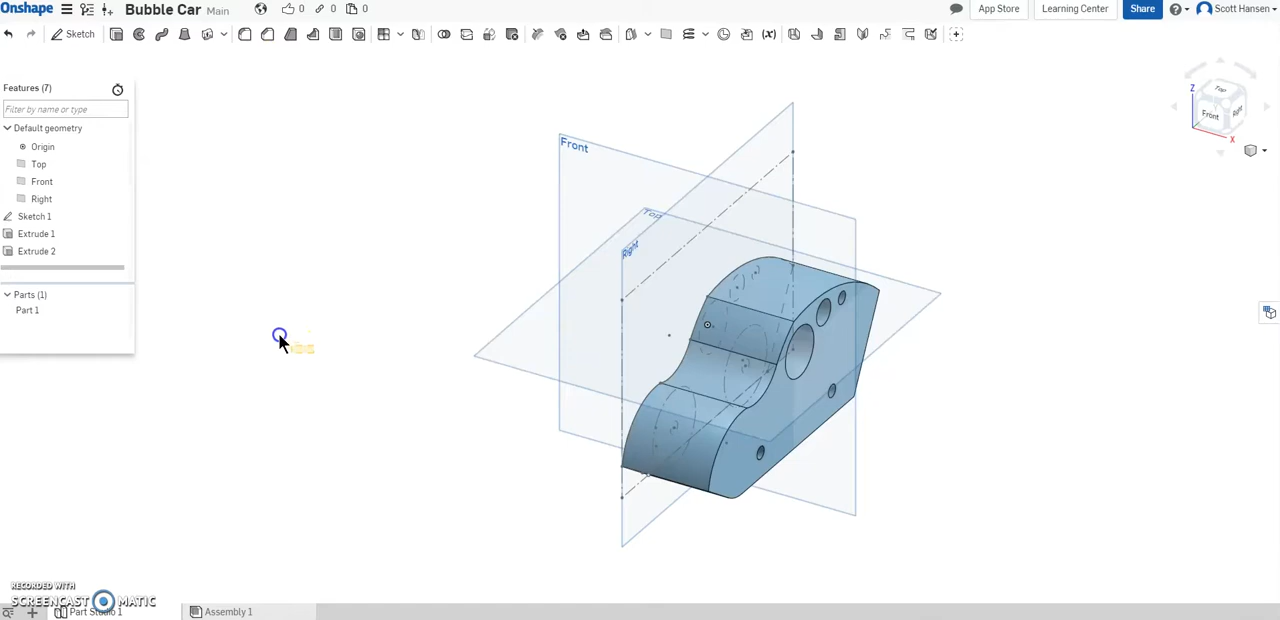 Onshape Bubble Car Main 0 0 0 App Store Learning Center Share Scott Hansen
Sketch (x)
Features (7)
Filter by name or type
Default geometry
Origin
Top
Front
Right
Sketch 1
Extrude 1
Extrude 2
Parts (1)
Part 1
Front
Top
Right
Z
Top
Front
Right
X
RECORDED WITH
SCREENCAST MATIC
Part Studio 1 Assembly 1